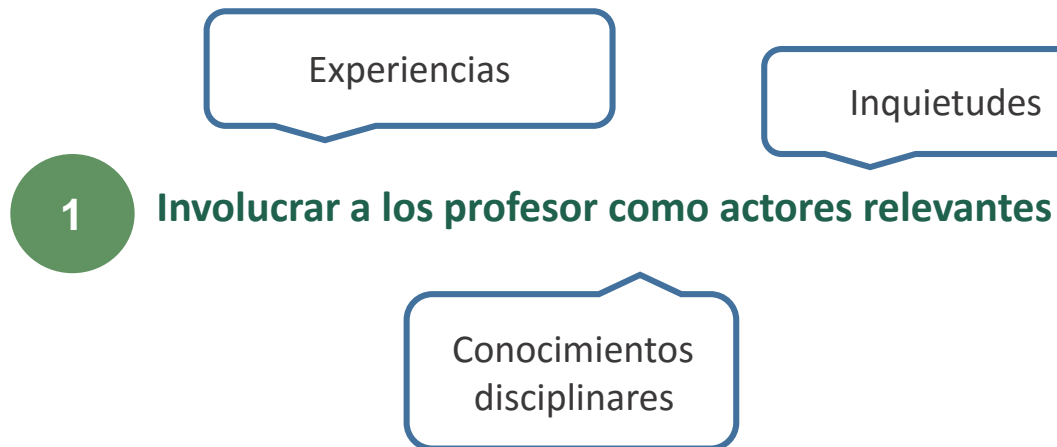 Experiencias
Inquietudes
1
Involucrar a los profesor como actores relevantes
Conocimientos
disciplinares